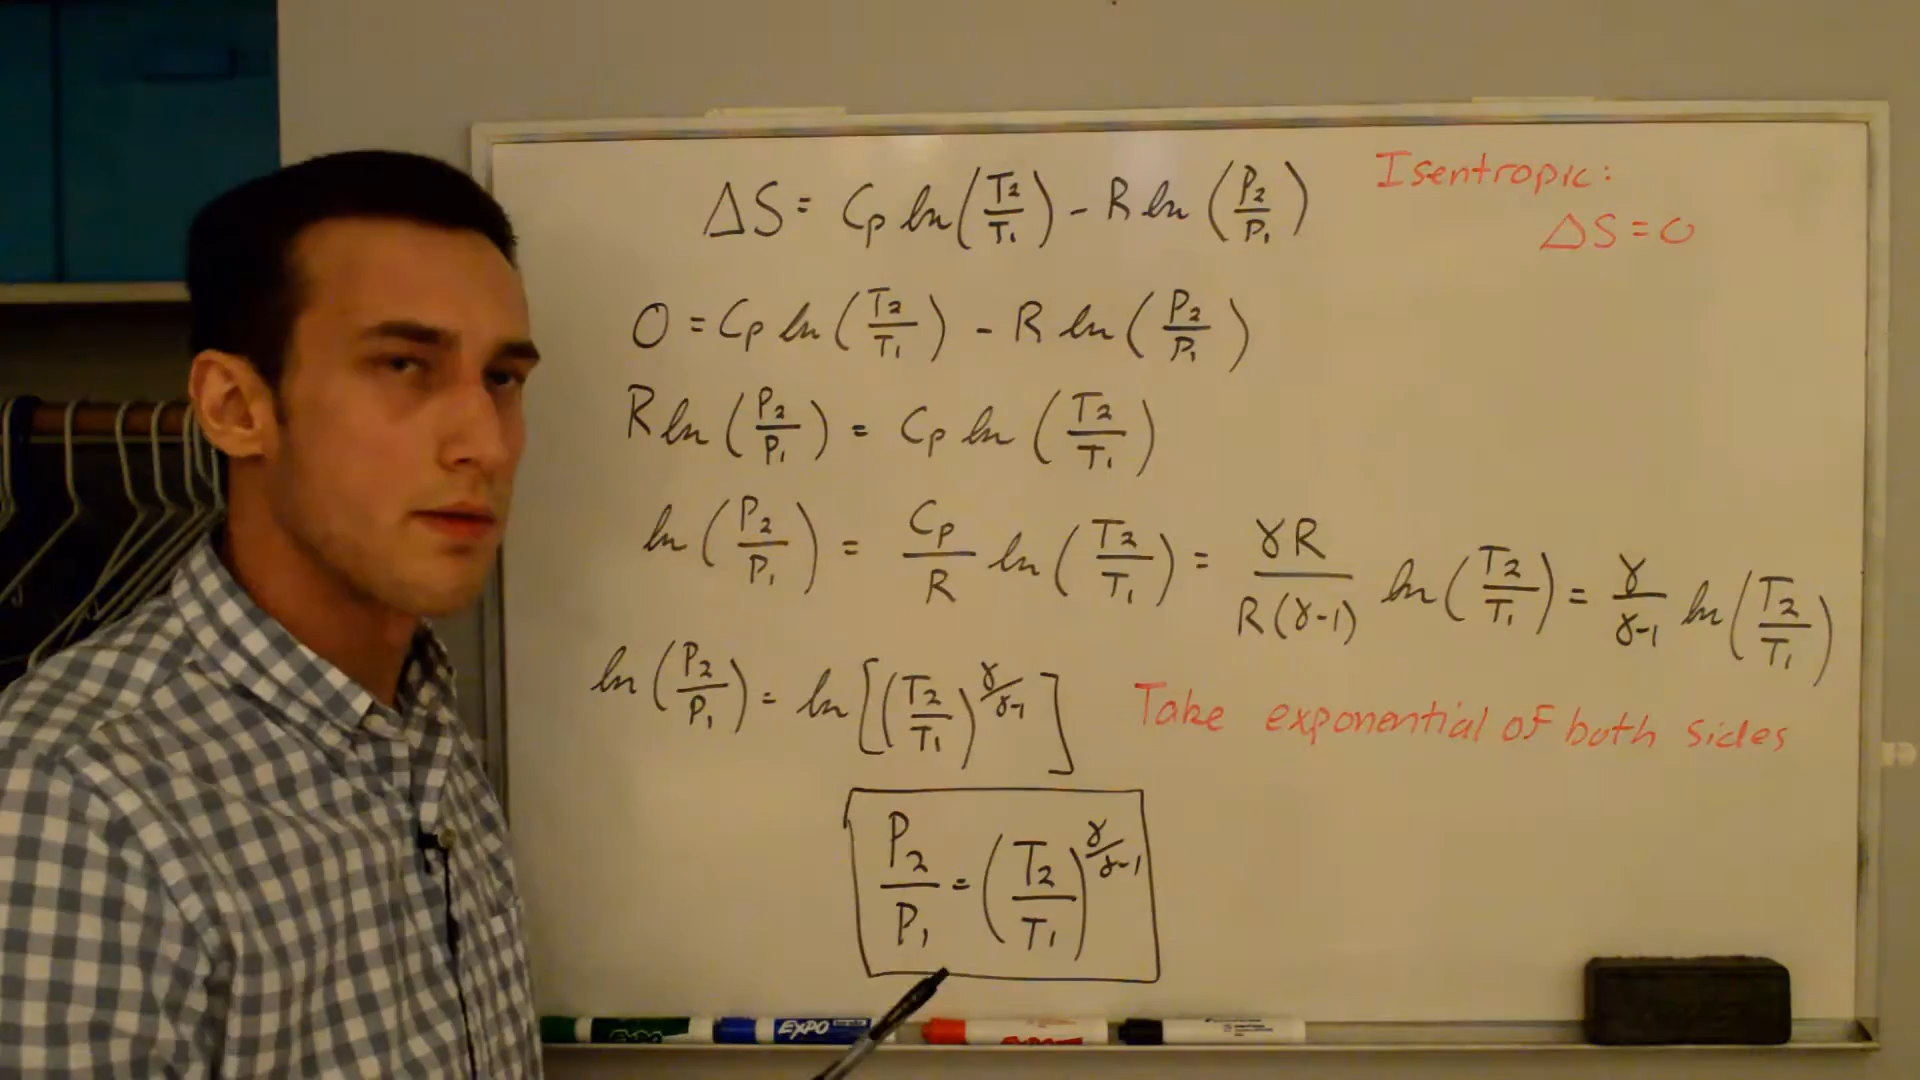 ΔS = Cp ln(T2/T1) - R ln(P2/P1)
Isentropic:
ΔS = 0
0 = Cp ln(T2/T1) - R ln(P2/P1)
R ln(P2/P1) = Cp ln(T2/T1)
ln(P2/P1) = Cp/R ln(T2/T1) = γR/R(γ-1) ln(T2/T1) = γ/γ-1 ln(T2/T1)
ln(P2/P1) = ln[(T2/T1)^γ/γ-1]
Take exponential of both sides
P2/P1 = (T2/T1)^γ/γ-1
EXPO
EXPO
EXPO